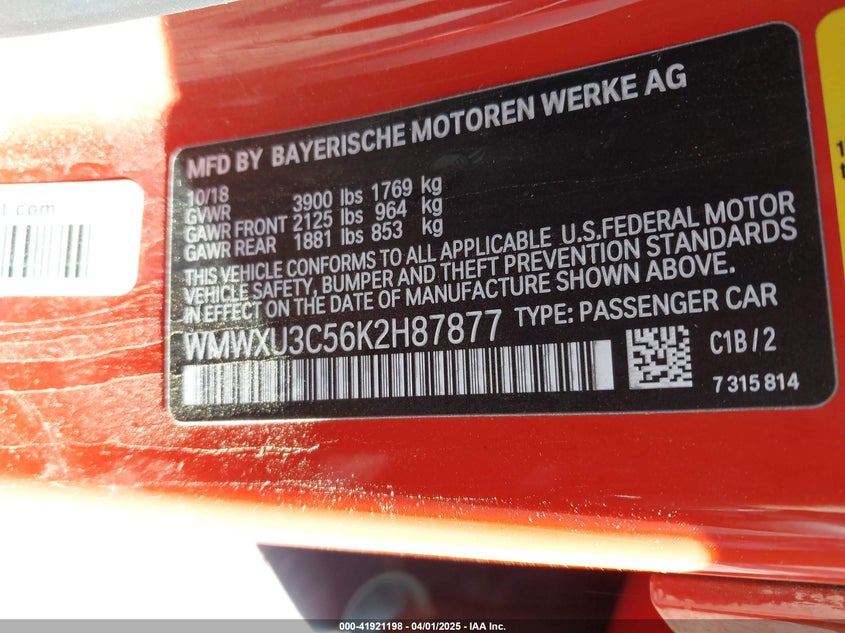 MFD BY BAYERISCHE MOTOREN WERKE AG
10/18
GVWR 3900 lbs 1769 kg
GAWR FRONT 2125 lbs 964 kg
GAWR REAR 1881 lbs 853 kg
THIS VEHICLE CONFORMS TO ALL APPLICABLE U.S.FEDERAL MOTOR
VEHICLE SAFETY, BUMPER AND THEFT PREVENTION STANDARDS
IN EFFECT ON THE DATE OF MANUFACTURE SHOWN ABOVE.
WMWXU3C56K2H87877 TYPE: PASSENGER CAR
C1B/2
7315814
000-41921198 - 04/01/2025 - IAA Inc.